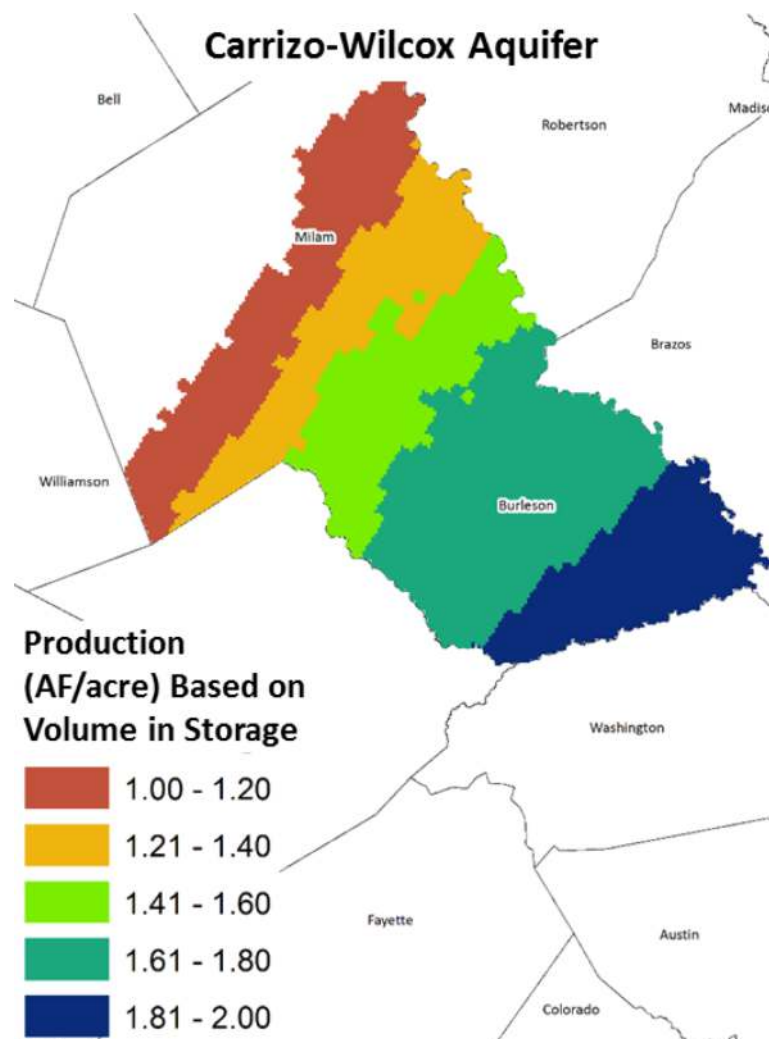 Carrizo-Wilcox Aquifer
Bell
Robertson
Milam
Brazos
Williamson
Burleson
Production
(AF/acre) Based on
Volume in Storage
Washington
1.00 - 1.20
1.21 - 1.40
1.41 - 1.60
Fayette
Austin
1.61 - 1.80
Colorado
1.81 - 2.00